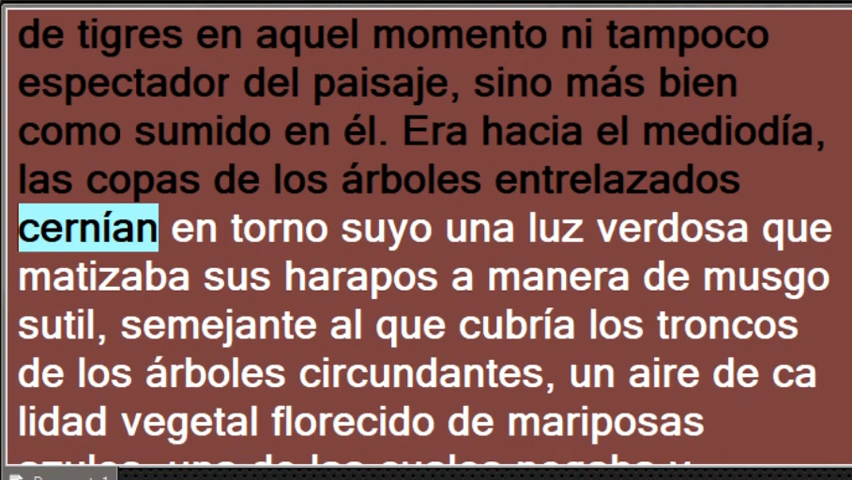 de tigres en aquel momento ni tampoco
espectador del paisaje, sino más bien
como sumido en él. Era hacia el mediodía,
las copas de los árboles entrelazados
cernían en torno suyo una luz verdosa que
matizaba sus harapos a manera de musgo
sutil, semejante al que cubría los troncos
de los árboles circundantes, un aire de ca
lidad vegetal florecido de mariposas